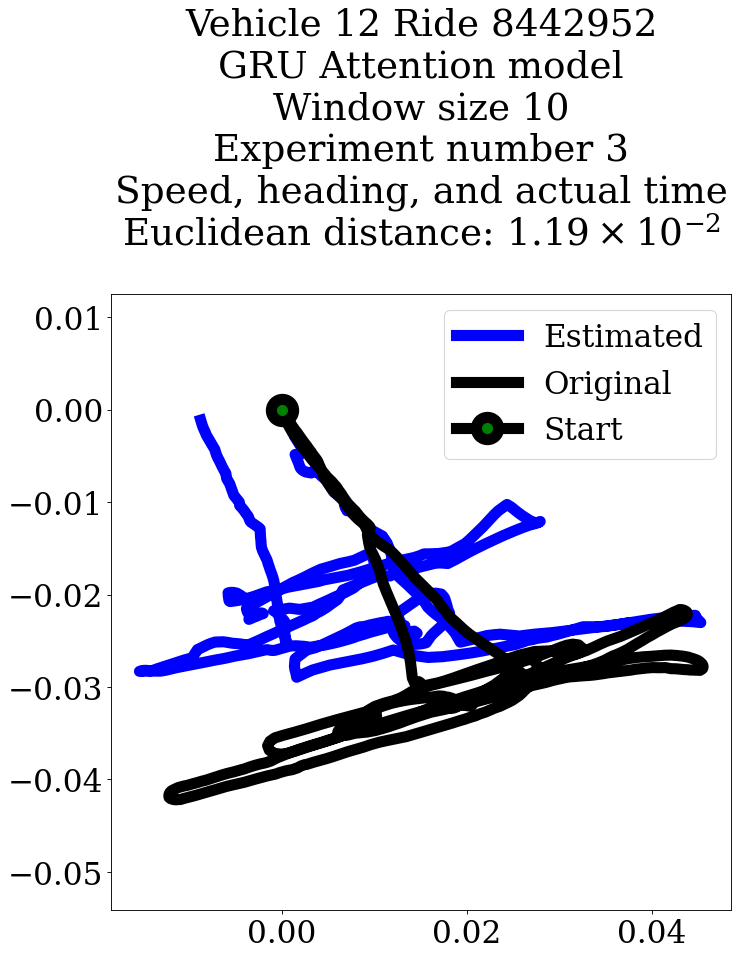 Vehicle 12 Ride 8442952
GRU Attention model
Window size 10
Experiment number 3
Speed, heading, and actual time
Euclidean distance: 1.19 × 10⁻²
Estimated
Original
Start
0.01
0.00
−0.01
−0.02
−0.03
−0.04
−0.05
0.00
0.02
0.04